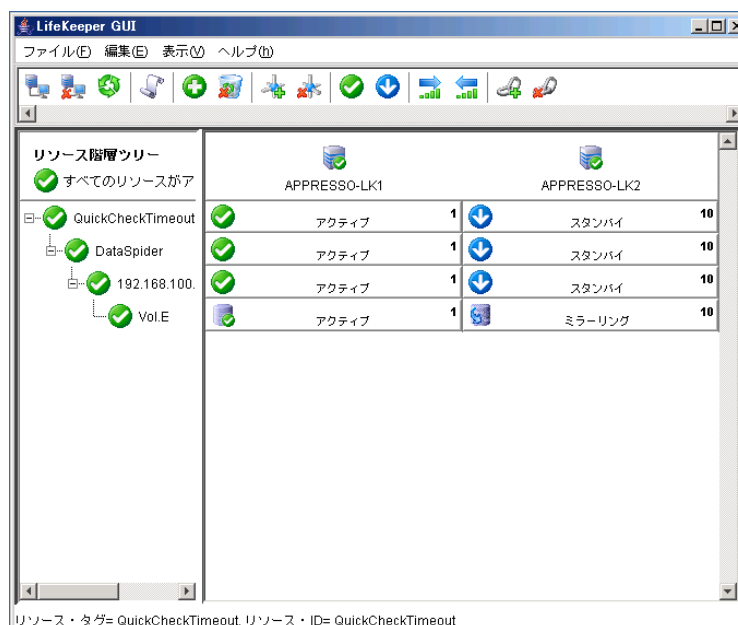 LifeKeeper GUI
ファイル(F) 編集(E) 表示(V) ヘルプ(h)
リソース階層ツリー
すべてのリソースがア
APPRESSO-LK1 APPRESSO-LK2
QuickCheckTimeout アクティブ 1 スタンバイ 10
DataSpider アクティブ 1 スタンバイ 10
192.168.100. アクティブ 1 スタンバイ 10
Vol.E アクティブ 1 ミラーリング 10
リソース・タグ= QuickCheckTimeout, リソース・ID= QuickCheckTimeout